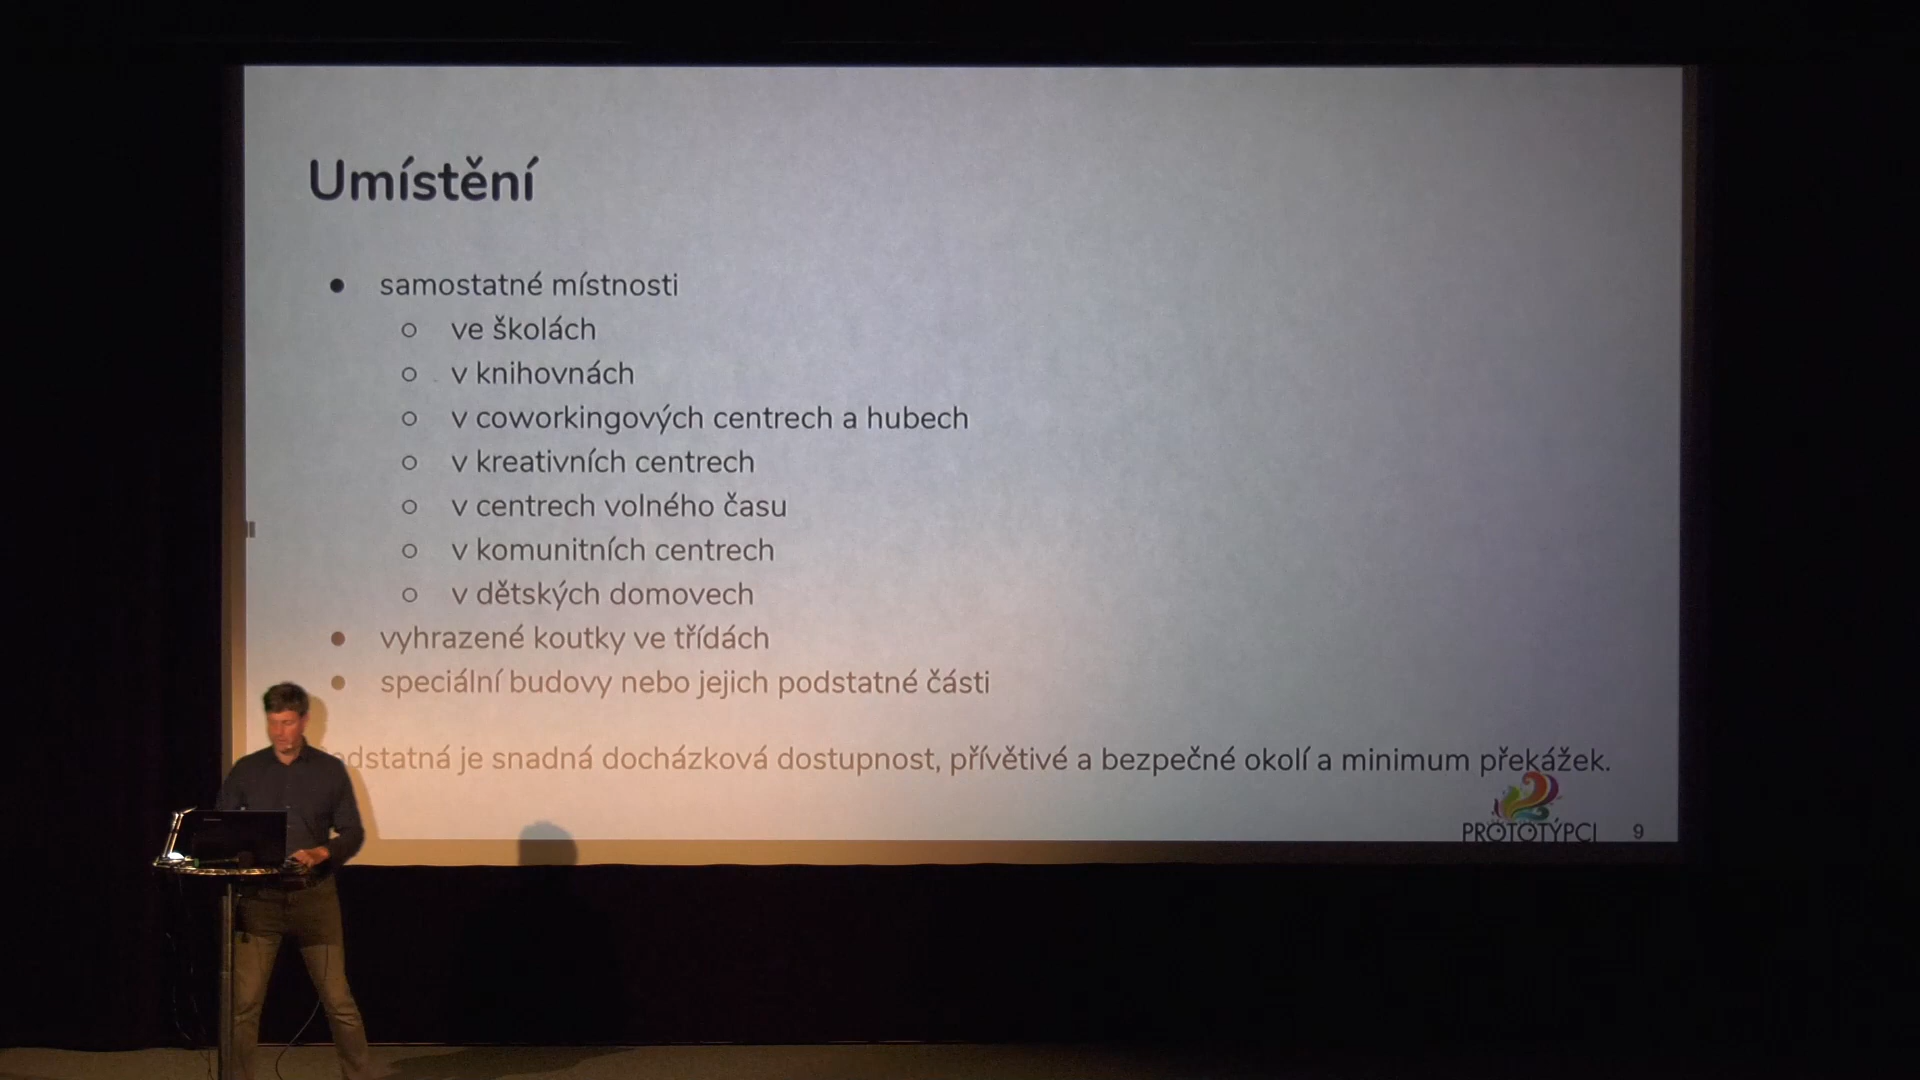 Umístění
● samostatné místnosti
○ ve školách
○ v knihovnách
○ v coworkingových centrech a hubech
○ v kreativních centrech
○ v centrech volného času
○ v komunitních centrech
○ v dětských domovech
● vyhrazené koutky ve třídách
● speciální budovy nebo jejich podstatné části
je snadná docházková dostupnost, přívětivé a bezpečné okolí a minimum překážek.
PROTOTÝPCI
9